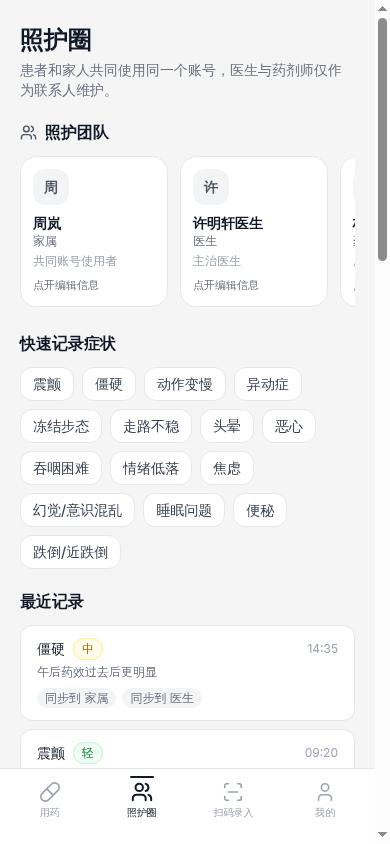 照护圈
患者和家人共同使用同一个账号，医生与药剂师仅作
为联系人维护。
照护团队
周
周岚
家属
共同账号使用者
点开编辑信息
许
许明轩医生
医生
主治医生
点开编辑信息
快速记录症状
震颤 僵硬 动作变慢 异动症
冻结步态 走路不稳 头晕 恶心
吞咽困难 情绪低落 焦虑
幻觉/意识混乱 睡眠问题 便秘
跌倒/近跌倒
最近记录
僵硬 中 14:35
午后药效过去后更明显
同步到 家属 同步到 医生
震颤 轻 09:20
用药 照护圈 扫码录入 我的